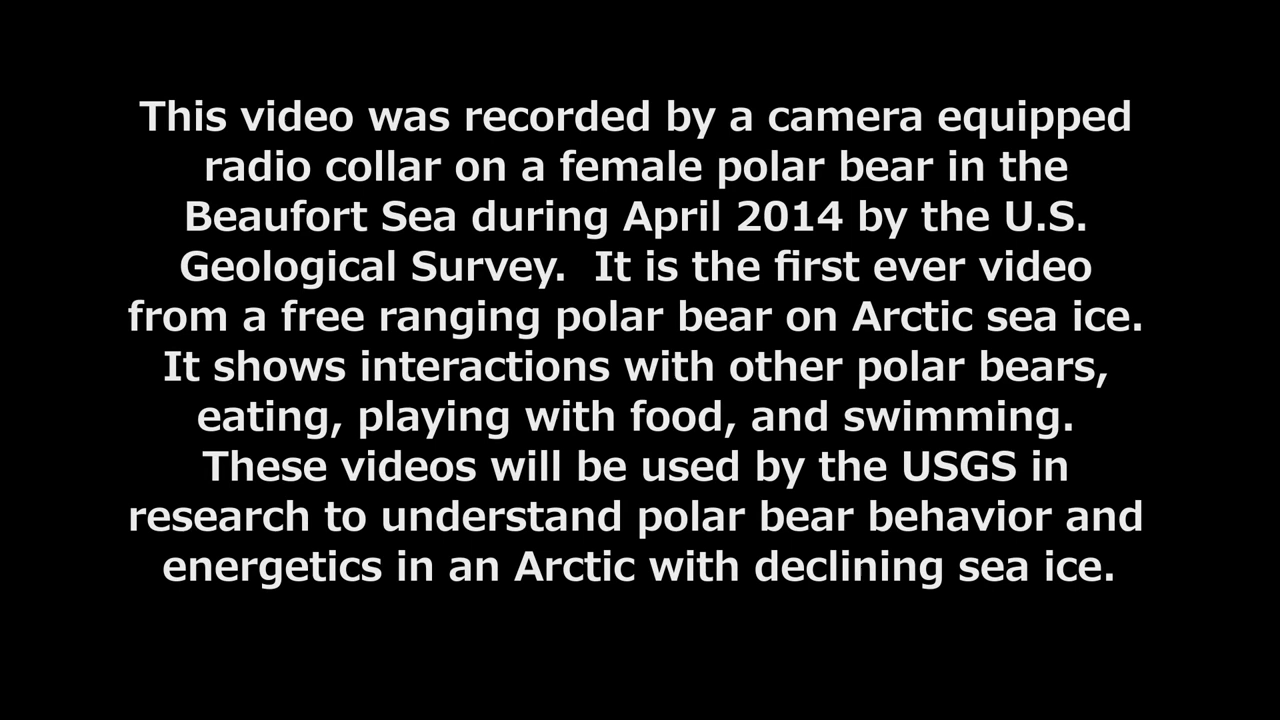 This video was recorded by a camera equipped
radio collar on a female polar bear in the
Beaufort Sea during April 2014 by the U.S.
Geological Survey.  It is the first ever video
from a free ranging polar bear on Arctic sea ice.
It shows interactions with other polar bears,
eating, playing with food, and swimming.
These videos will be used by the USGS in
research to understand polar bear behavior and
energetics in an Arctic with declining sea ice.